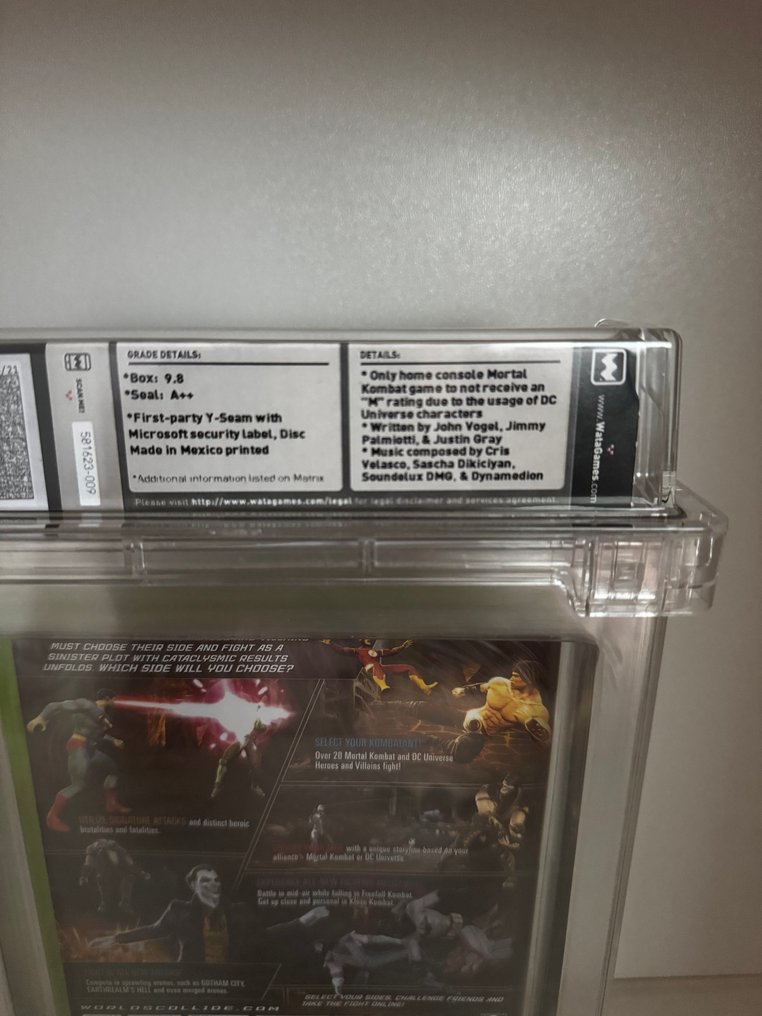 /21
SCAN ME!
581623-009
GRADE DETAILS:
*Box: 9.8
*Seal: A++
*First-party Y-Seam with
Microsoft security label, Disc
Made in Mexico printed
*Additional information listed on Matrix
DETAILS:
* Only home console Mortal
Kombat game to not receive an
"M" rating due to the usage of DC
Universe characters
* Written by John Vogel, Jimmy
Palmiotti, & Justin Gray
* Music composed by Cris
Velasco, Sascha Dikiciyan,
Soundelux DMG, & Dynamedion
www.WataGames.com
Please visit http://www.watagames.com/legal for legal disclaimer and services agreement
MUST CHOOSE THEIR SIDE AND FIGHT AS A
SINISTER PLOT WITH CATACLYSMIC RESULTS
UNFOLDS. WHICH SIDE WILL YOU CHOOSE?
SELECT YOUR KOMBATANT!
Over 20 Mortal Kombat and DC Universe
Heroes and Villains fight!
UTILIZE SIGNATURE ATTACKS and distinct heroic
brutalities and fatalities.
with a unique storyline based on your
alliance - Mortal Kombat or DC Universe
EXPERIENCE ALL-NEW
Battle in mid-air while falling in Freefall Kombat.
Get up close and personal in Klose Kombat.
Compete in sprawling arenas, such as GOTHAM CITY,
EARTHREALM'S HELL and even merged arenas.
WORLDSCOLLIDE.COM
SELECT YOUR SIDES, CHALLENGE FRIENDS AND
TAKE THE FIGHT ONLINE!